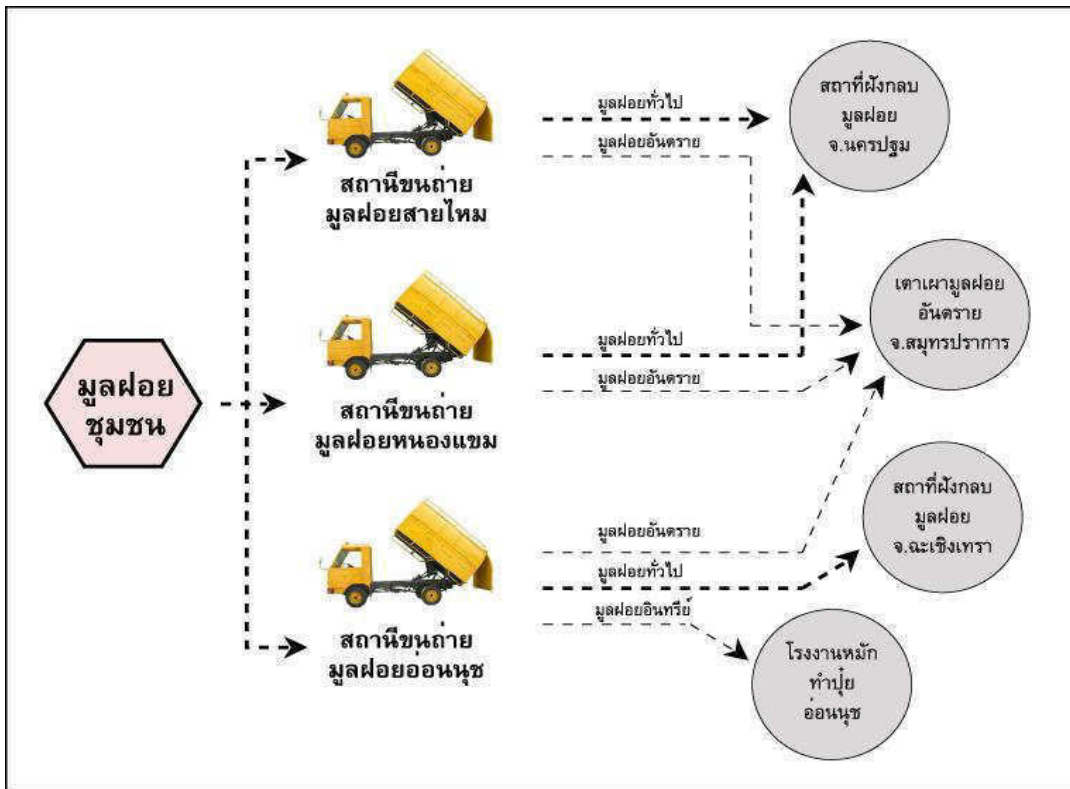 มูลฝอย
ชุมชน
สถานีขนถ่าย
มูลฝอยสายไหม
มูลฝอยทั่วไป
มูลฝอยอันตราย
สถาที่ฝังกลบ
มูลฝอย
จ.นครปฐม
สถานีขนถ่าย
มูลฝอยหนองแขม
มูลฝอยทั่วไป
มูลฝอยอันตราย
เตาเผามูลฝอย
อันตราย
จ.สมุทรปราการ
สถานีขนถ่าย
มูลฝอยอ่อนนุช
มูลฝอยอันตราย
มูลฝอยทั่วไป
มูลฝอยอินทรีย์
สถาที่ฝังกลบ
มูลฝอย
จ.ฉะเชิงเทรา
โรงงานหมัก
ทำปุ๋ย
อ่อนนุช